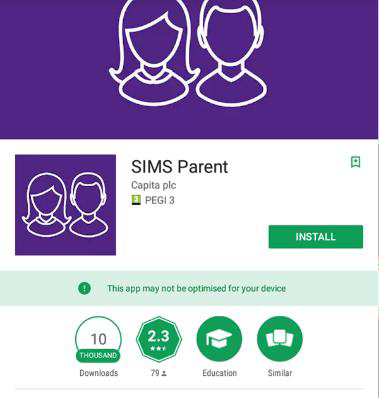 SIMS Parent
Capita plc
3 PEGI 3
INSTALL
! This app may not be optimised for your device
10
THOUSAND
2.3
Downloads
79
Education
Similar